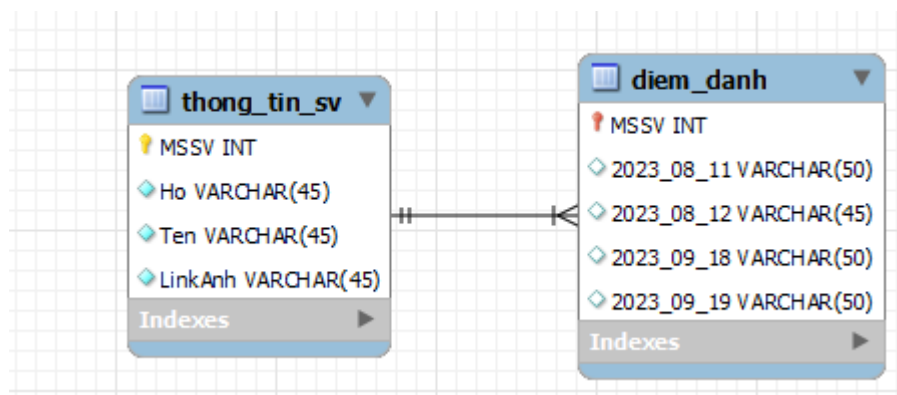 thong_tin_sv
MSSV INT
Ho VARCHAR(45)
Ten VARCHAR(45)
LinkAnh VARCHAR(45)
Indexes
diem_danh
MSSV INT
2023_08_11 VARCHAR(50)
2023_08_12 VARCHAR(45)
2023_09_18 VARCHAR(50)
2023_09_19 VARCHAR(50)
Indexes